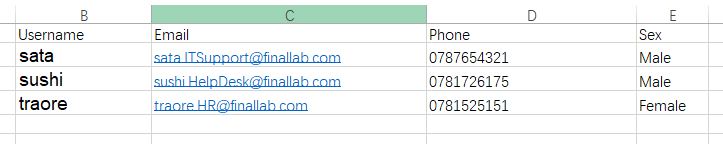 B C D E
Username Email Phone Sex
sata sata.ITSupport@finallab.com 0787654321 Male
sushi sushi.HelpDesk@finallab.com 0781726175 Male
traore traore.HR@finallab.com 0781525151 Female